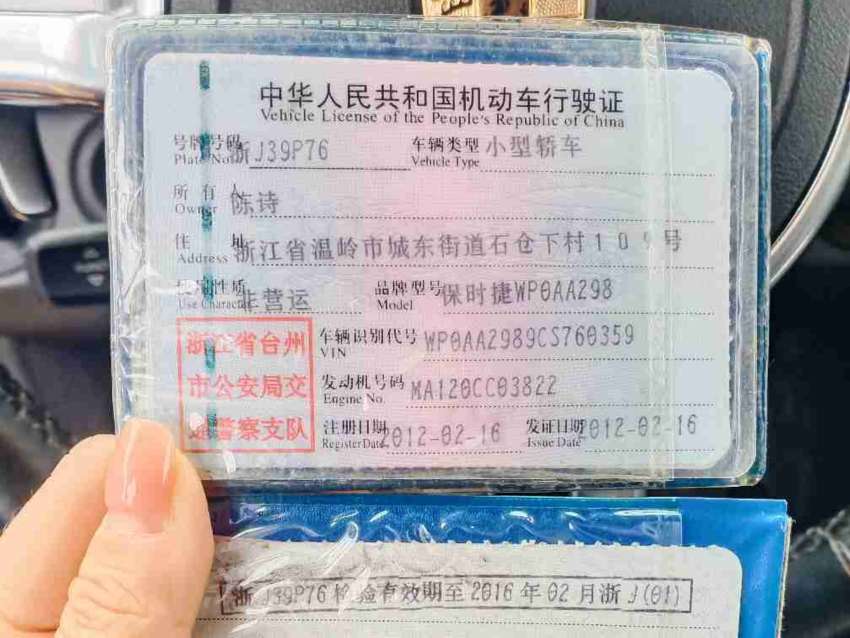 中华人民共和国机动车行驶证
Vehicle License of the People's Republic of China
号牌号码 Plate No. 浙J39P76 车辆类型 Vehicle Type 小型轿车
所有人 Owner 陈诗
住址 Address 浙江省温岭市城东街道石仓下村109号
使用性质 Use Character 非营运 品牌型号 Model 保时捷WP0AA298
浙江省台州
市公安局交
通警察支队
车辆识别代号 VIN WP0AA2989CS760359
发动机号码 Engine No. MA120CC03822
注册日期 Register Date 2012-02-16 发证日期 Issue Date 2012-02-16
浙J39P76 检验有效期至2016年02月浙J(01)